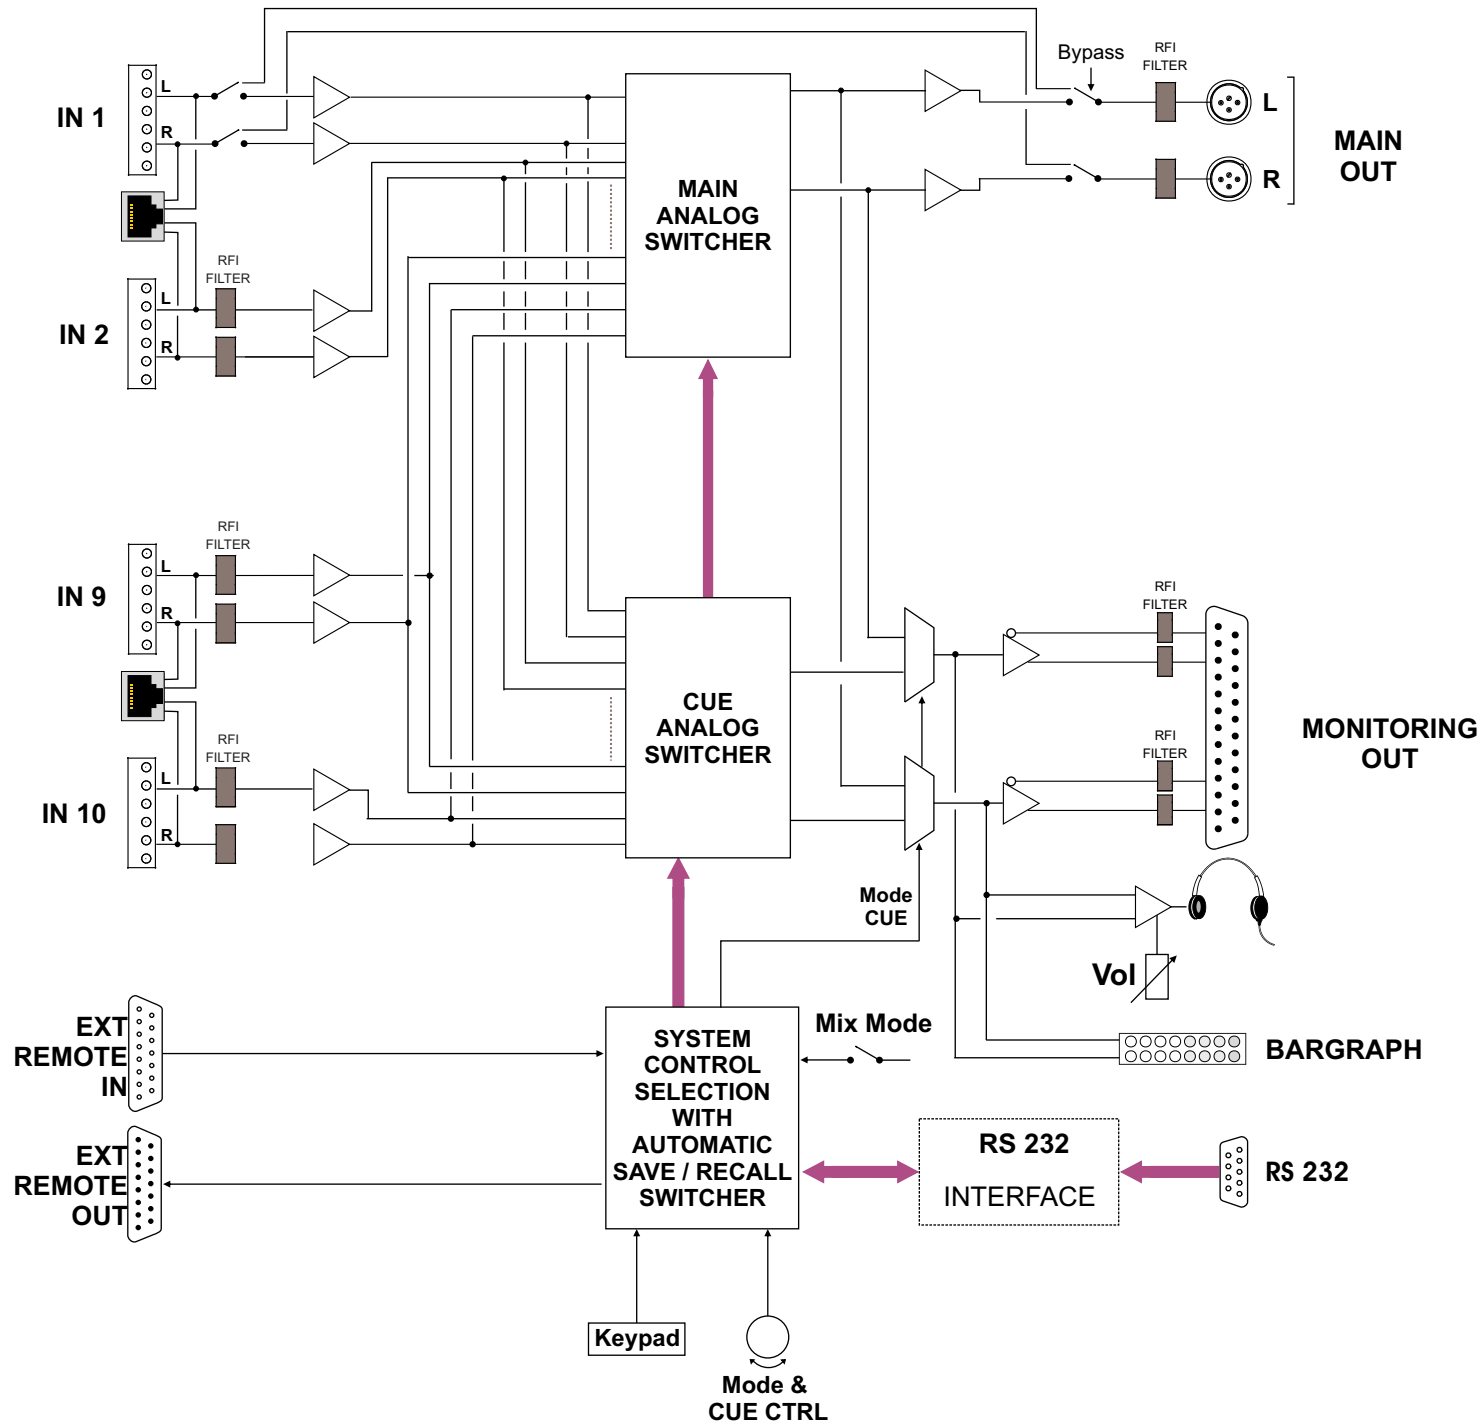 Bypass
RFI
FILTER
IN 1
L
R
L
R
MAIN
OUT
MAIN
ANALOG
SWITCHER
RFI
FILTER
IN 2
L
R
RFI
FILTER
IN 9
L
R
RFI
FILTER
CUE
ANALOG
SWITCHER
MONITORING
OUT
RFI
FILTER
RFI
FILTER
IN 10
L
R
Mode
CUE
Vol
EXT
REMOTE
IN
SYSTEM
CONTROL
SELECTION
WITH
AUTOMATIC
SAVE / RECALL
SWITCHER
Mix Mode
BARGRAPH
EXT
REMOTE
OUT
RS 232
INTERFACE
RS 232
Keypad
Mode &
CUE CTRL